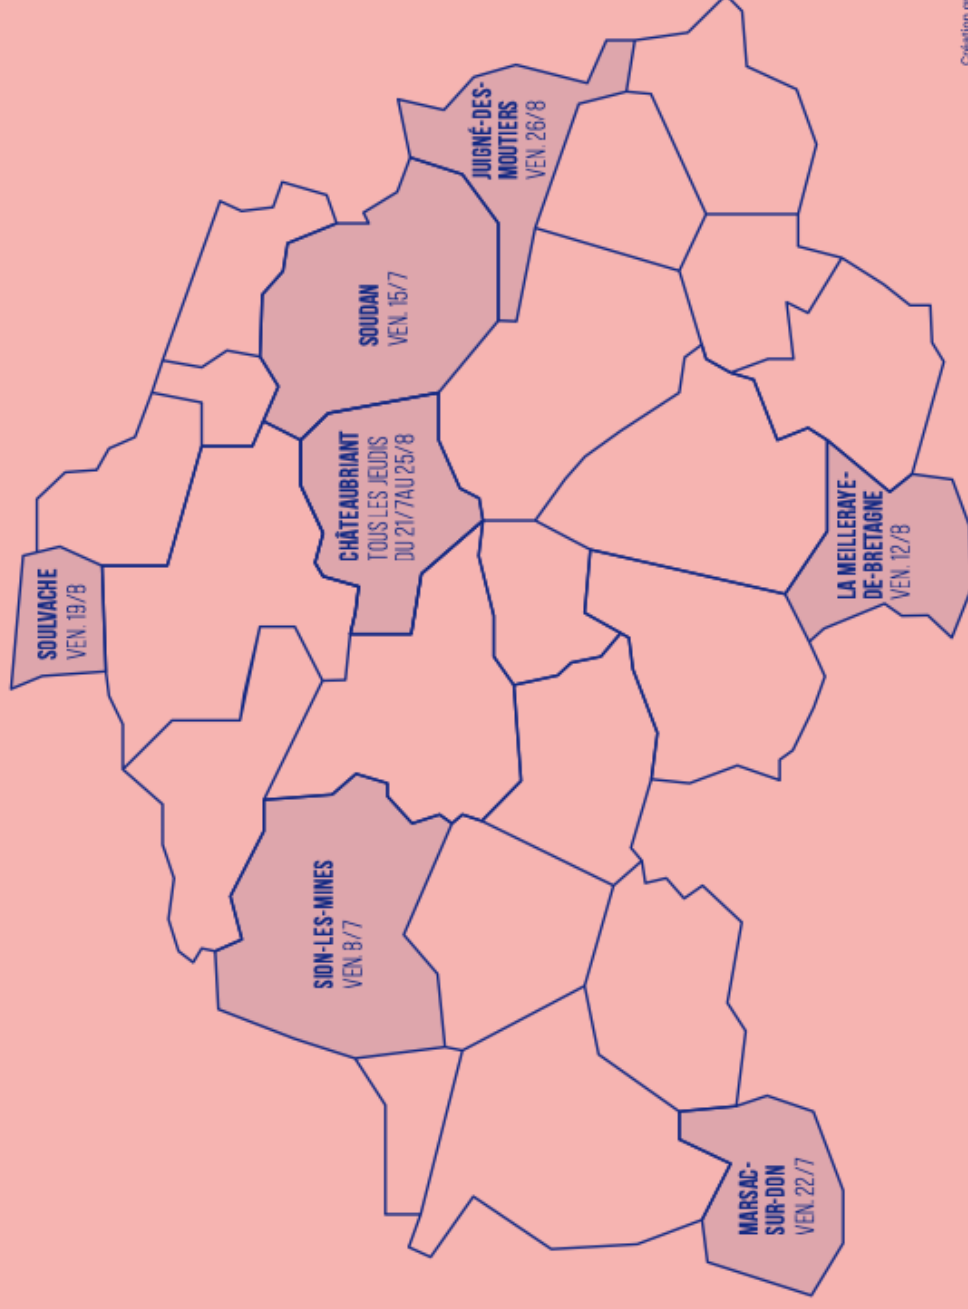 SOULVACHE
VEN. 19/8
SION-LES-MINES
VEN. 8/7
CHÂTEAUBRIANT
TOUS LES JEUDIS
DU 21/7AU 25/8
SOUDAN
VEN. 15/7
JUIGNÉ-DES-
MOUTIERS
VEN. 26/8
MARSAC-
SUR-DON
VEN. 22/7
LA MEILLERAYE-
DE-BRETAGNE
VEN. 12/8
Création